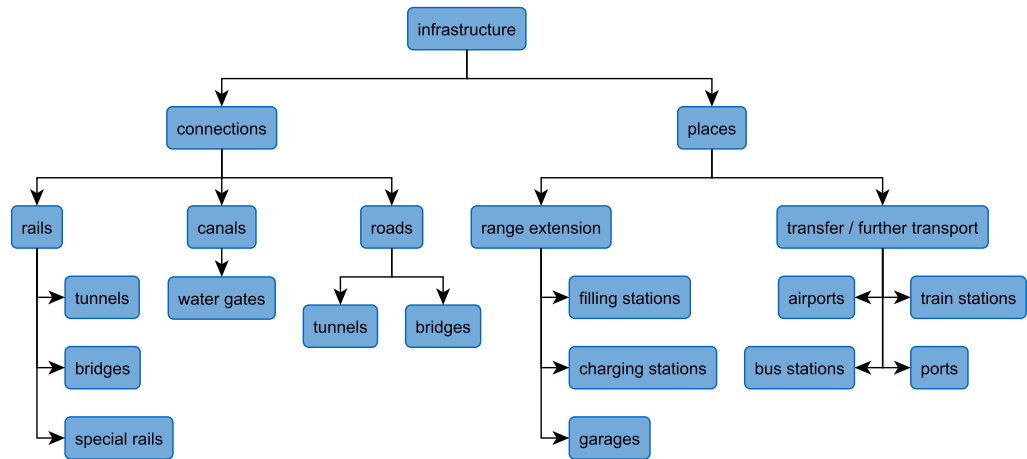 infrastructure
connections
places
rails
canals
roads
range extension
transfer / further transport
tunnels
water gates
tunnels
bridges
filling stations
airports
train stations
bridges
charging stations
bus stations
ports
special rails
garages